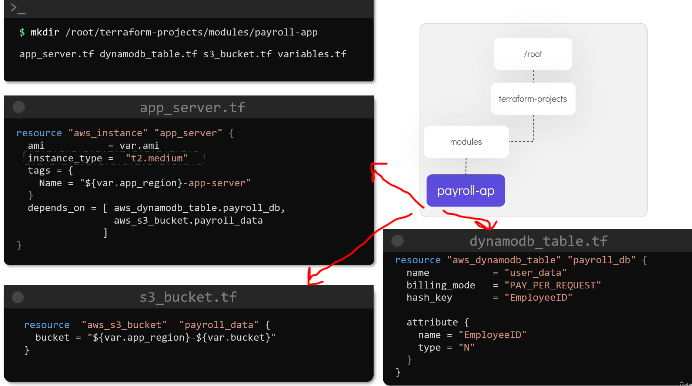 >_
$ mkdir /root/terraform-projects/modules/payroll-app
app_server.tf dynamodb_table.tf s3_bucket.tf variables.tf
app_server.tf
resource "aws_instance" "app_server" {
  ami           = var.ami
  instance_type =  "t2.medium"
  tags = {
    Name = "${var.app_region}-app-server"
  }
  depends_on = [ aws_dynamodb_table.payroll_db,
                 aws_s3_bucket.payroll_data
               ]
}
s3_bucket.tf
resource  "aws_s3_bucket"  "payroll_data" {
  bucket = "${var.app_region}-${var.bucket}"
}
/root
terraform-projects
modules
payroll-ap
dynamodb_table.tf
resource "aws_dynamodb_table" "payroll_db" {
  name           = "user_data"
  billing_mode   = "PAY_PER_REQUEST"
  hash_key       = "EmployeeID"

  attribute {
    name = "EmployeeID"
    type = "N"
  }
}